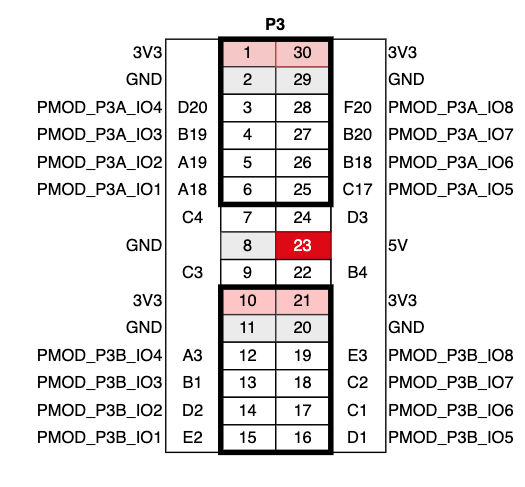 P3
3V3 1 30 3V3
GND 2 29 GND
PMOD_P3A_IO4 D20 3 28 F20 PMOD_P3A_IO8
PMOD_P3A_IO3 B19 4 27 B20 PMOD_P3A_IO7
PMOD_P3A_IO2 A19 5 26 B18 PMOD_P3A_IO6
PMOD_P3A_IO1 A18 6 25 C17 PMOD_P3A_IO5
C4 7 24 D3
GND 8 23 5V
C3 9 22 B4
3V3 10 21 3V3
GND 11 20 GND
PMOD_P3B_IO4 A3 12 19 E3 PMOD_P3B_IO8
PMOD_P3B_IO3 B1 13 18 C2 PMOD_P3B_IO7
PMOD_P3B_IO2 D2 14 17 C1 PMOD_P3B_IO6
PMOD_P3B_IO1 E2 15 16 D1 PMOD_P3B_IO5